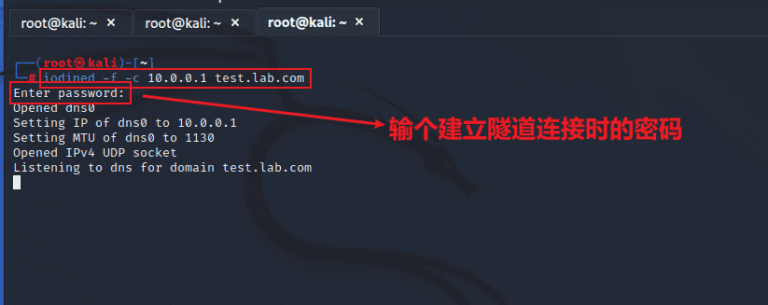 root@kali: ~ ×
root@kali: ~ ×
root@kali: ~ ×
(root㉿kali)-[~]
# iodined -f -c 10.0.0.1 test.lab.com
Enter password:
Opened dns0
Setting IP of dns0 to 10.0.0.1
Setting MTU of dns0 to 1130
Opened IPv4 UDP socket
Listening to dns for domain test.lab.com
输个建立隧道连接时的密码